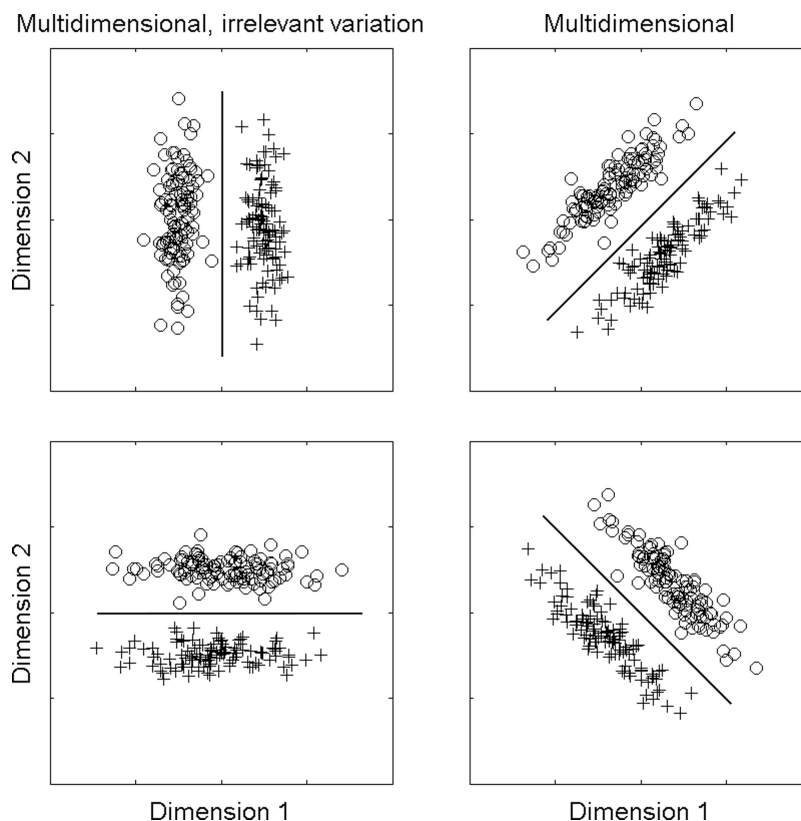 Multidimensional, irrelevant variation
Multidimensional
Dimension 2
Dimension 2
Dimension 1
Dimension 1